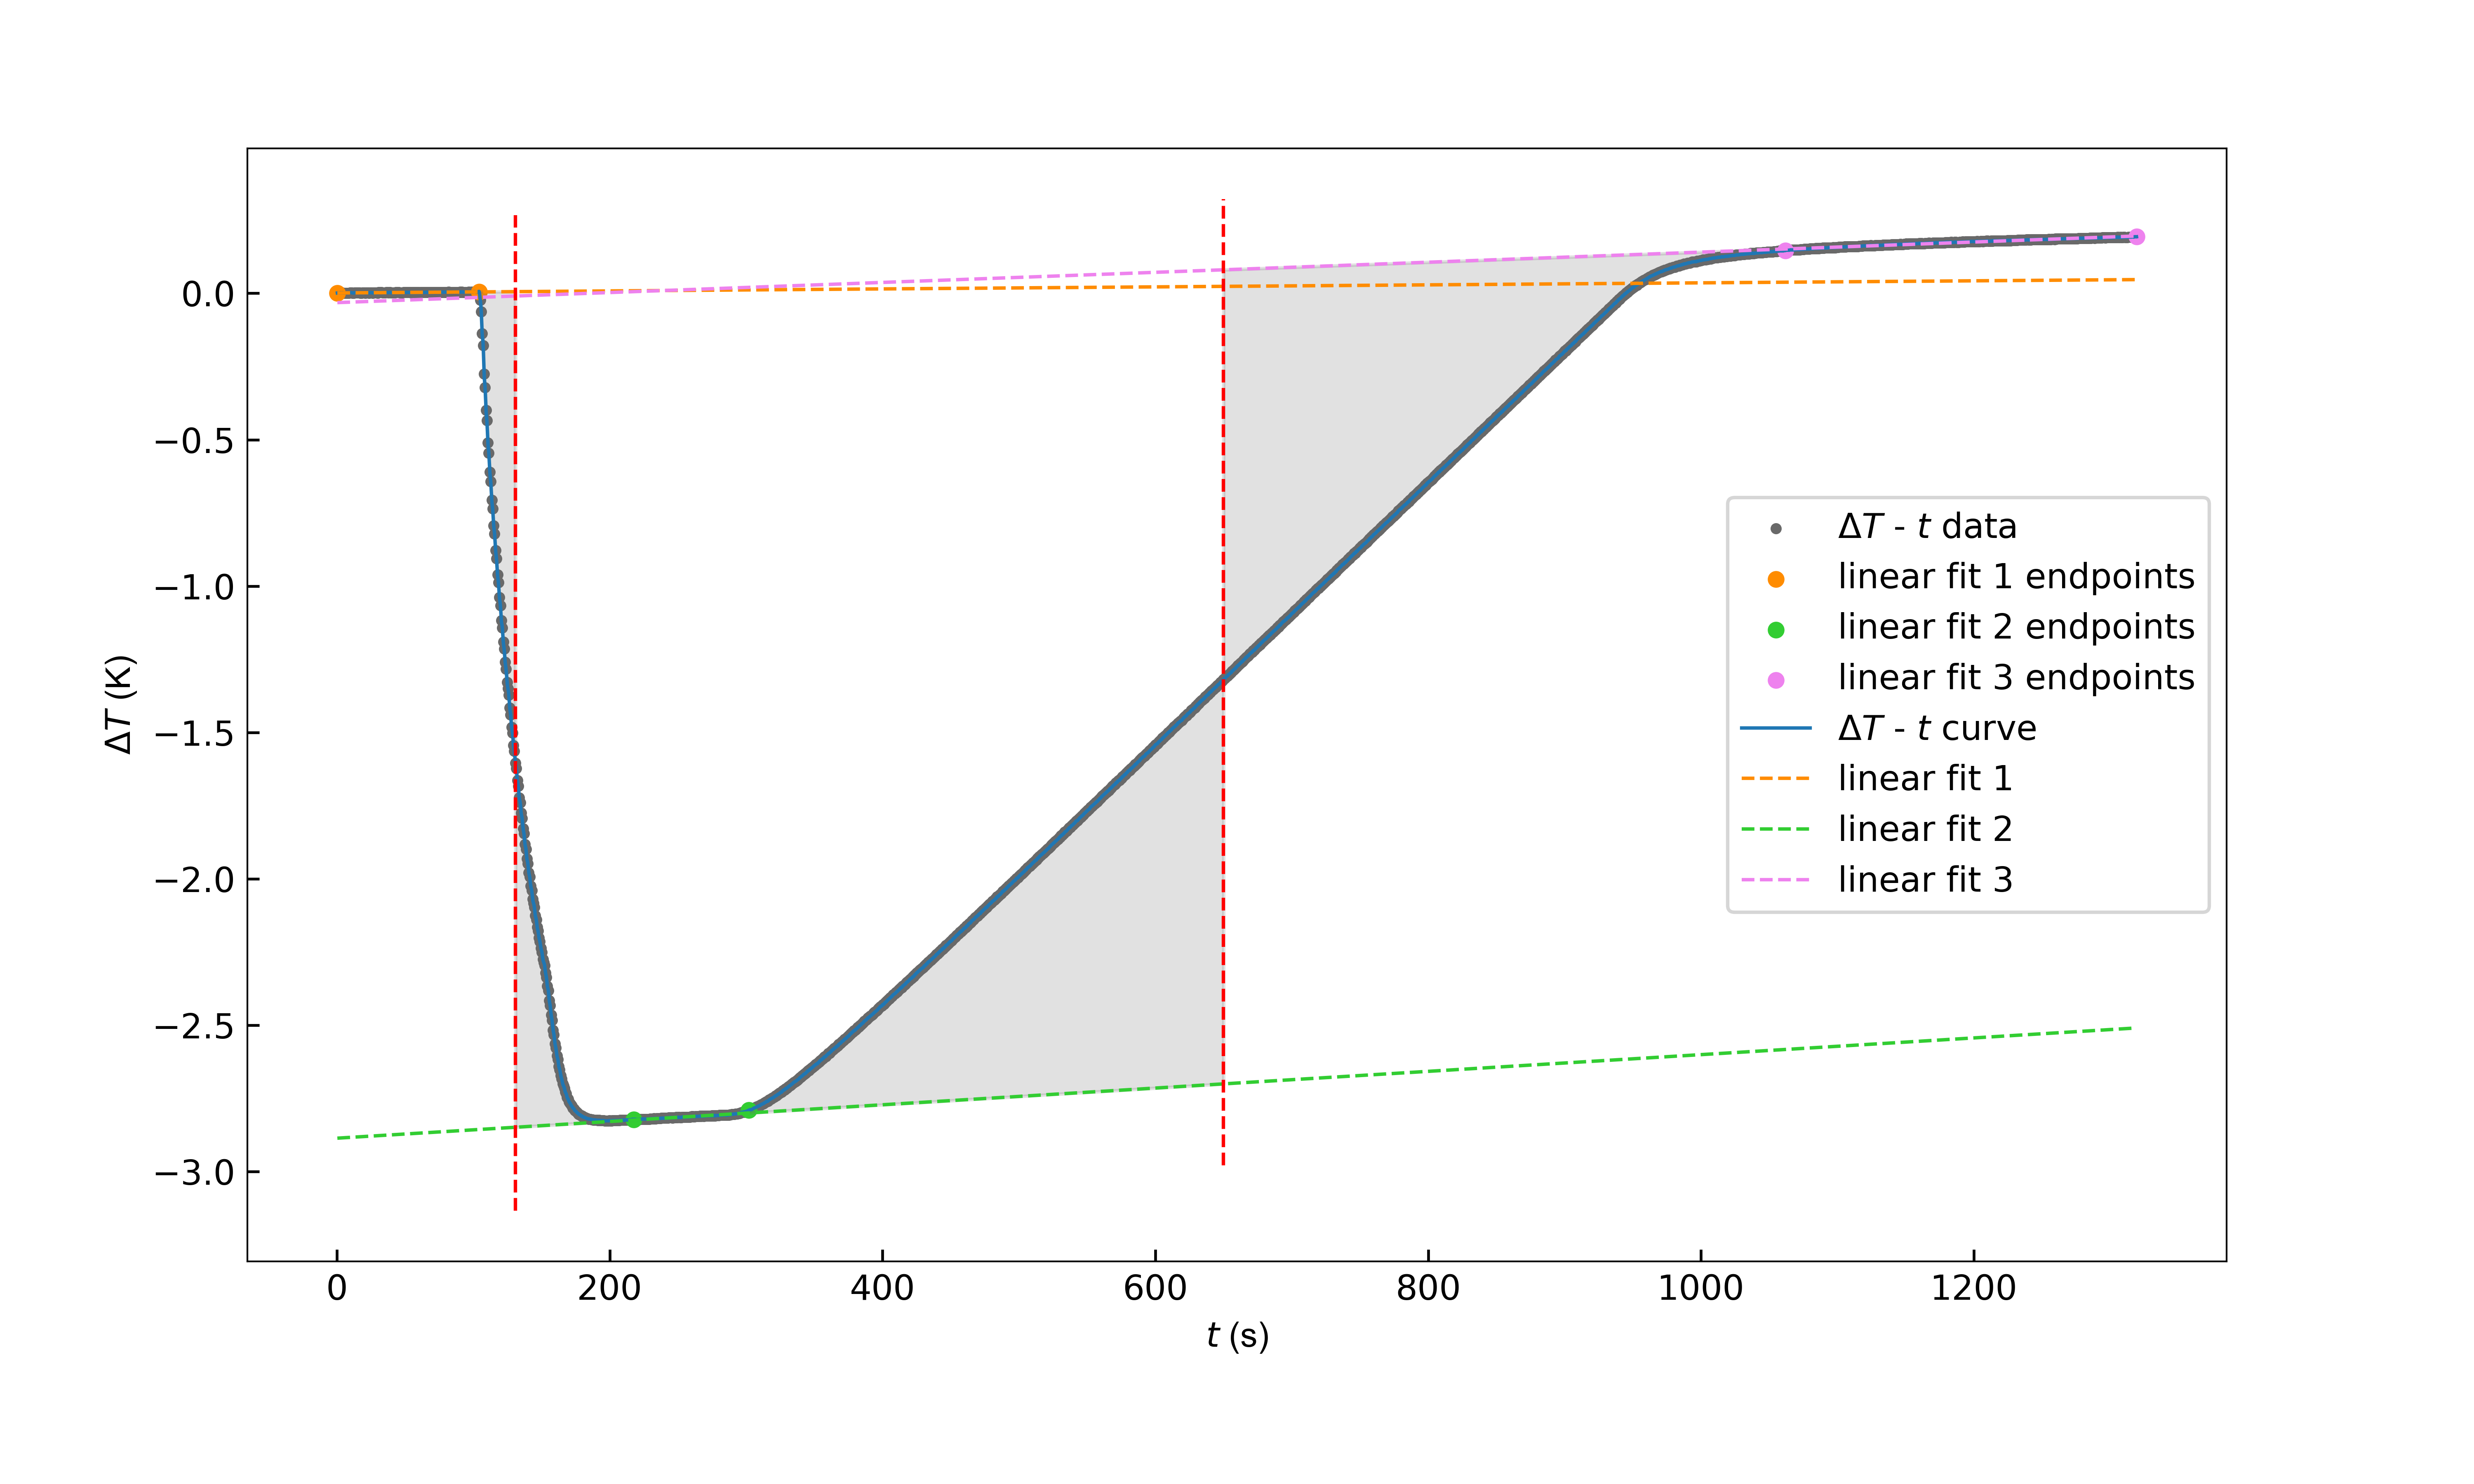 0.0
−0.5
−1.0
−1.5
−2.0
−2.5
−3.0
ΔT (K)
0 200 400 600 800 1000 1200
t (s)
ΔT - t data
linear fit 1 endpoints
linear fit 2 endpoints
linear fit 3 endpoints
ΔT - t curve
linear fit 1
linear fit 2
linear fit 3